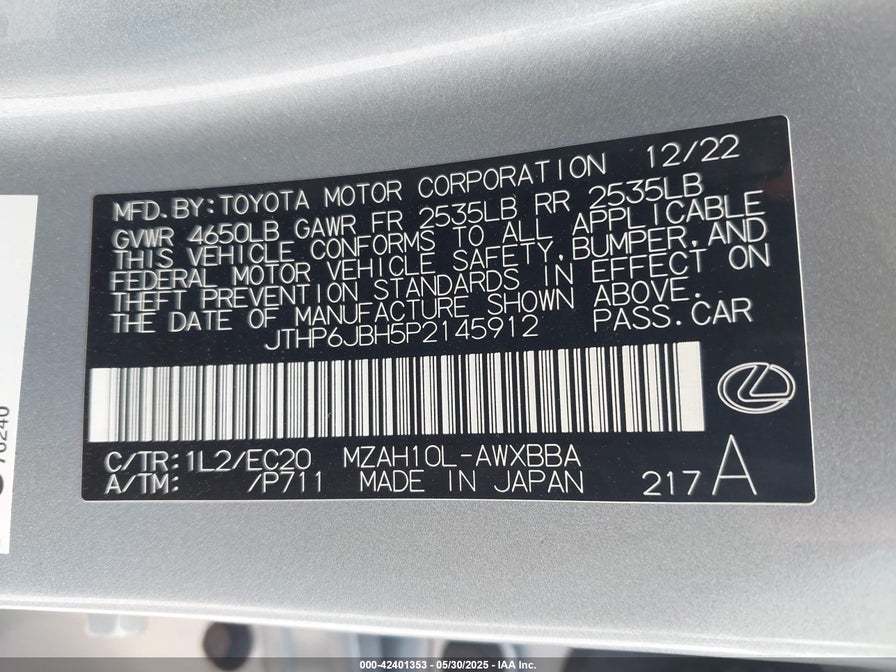 MFD.BY:TOYOTA MOTOR CORPORATION 12/22
GVWR 4650LB GAWR FR 2535LB RR 2535LB
THIS VEHICLE CONFORMS TO ALL APPLICABLE
FEDERAL MOTOR VEHICLE SAFETY,BUMPER,AND
THEFT PREVENTION STANDARDS IN EFFECT ON
THE DATE OF MANUFACTURE SHOWN ABOVE.
JTHP6JBH5P2145912 PASS.CAR
C/TR:1L2/EC20 MZAH10L-AWXBBA
A/TM: /P711 MADE IN JAPAN 217A
000-42401353 - 05/30/2025 - IAA Inc.